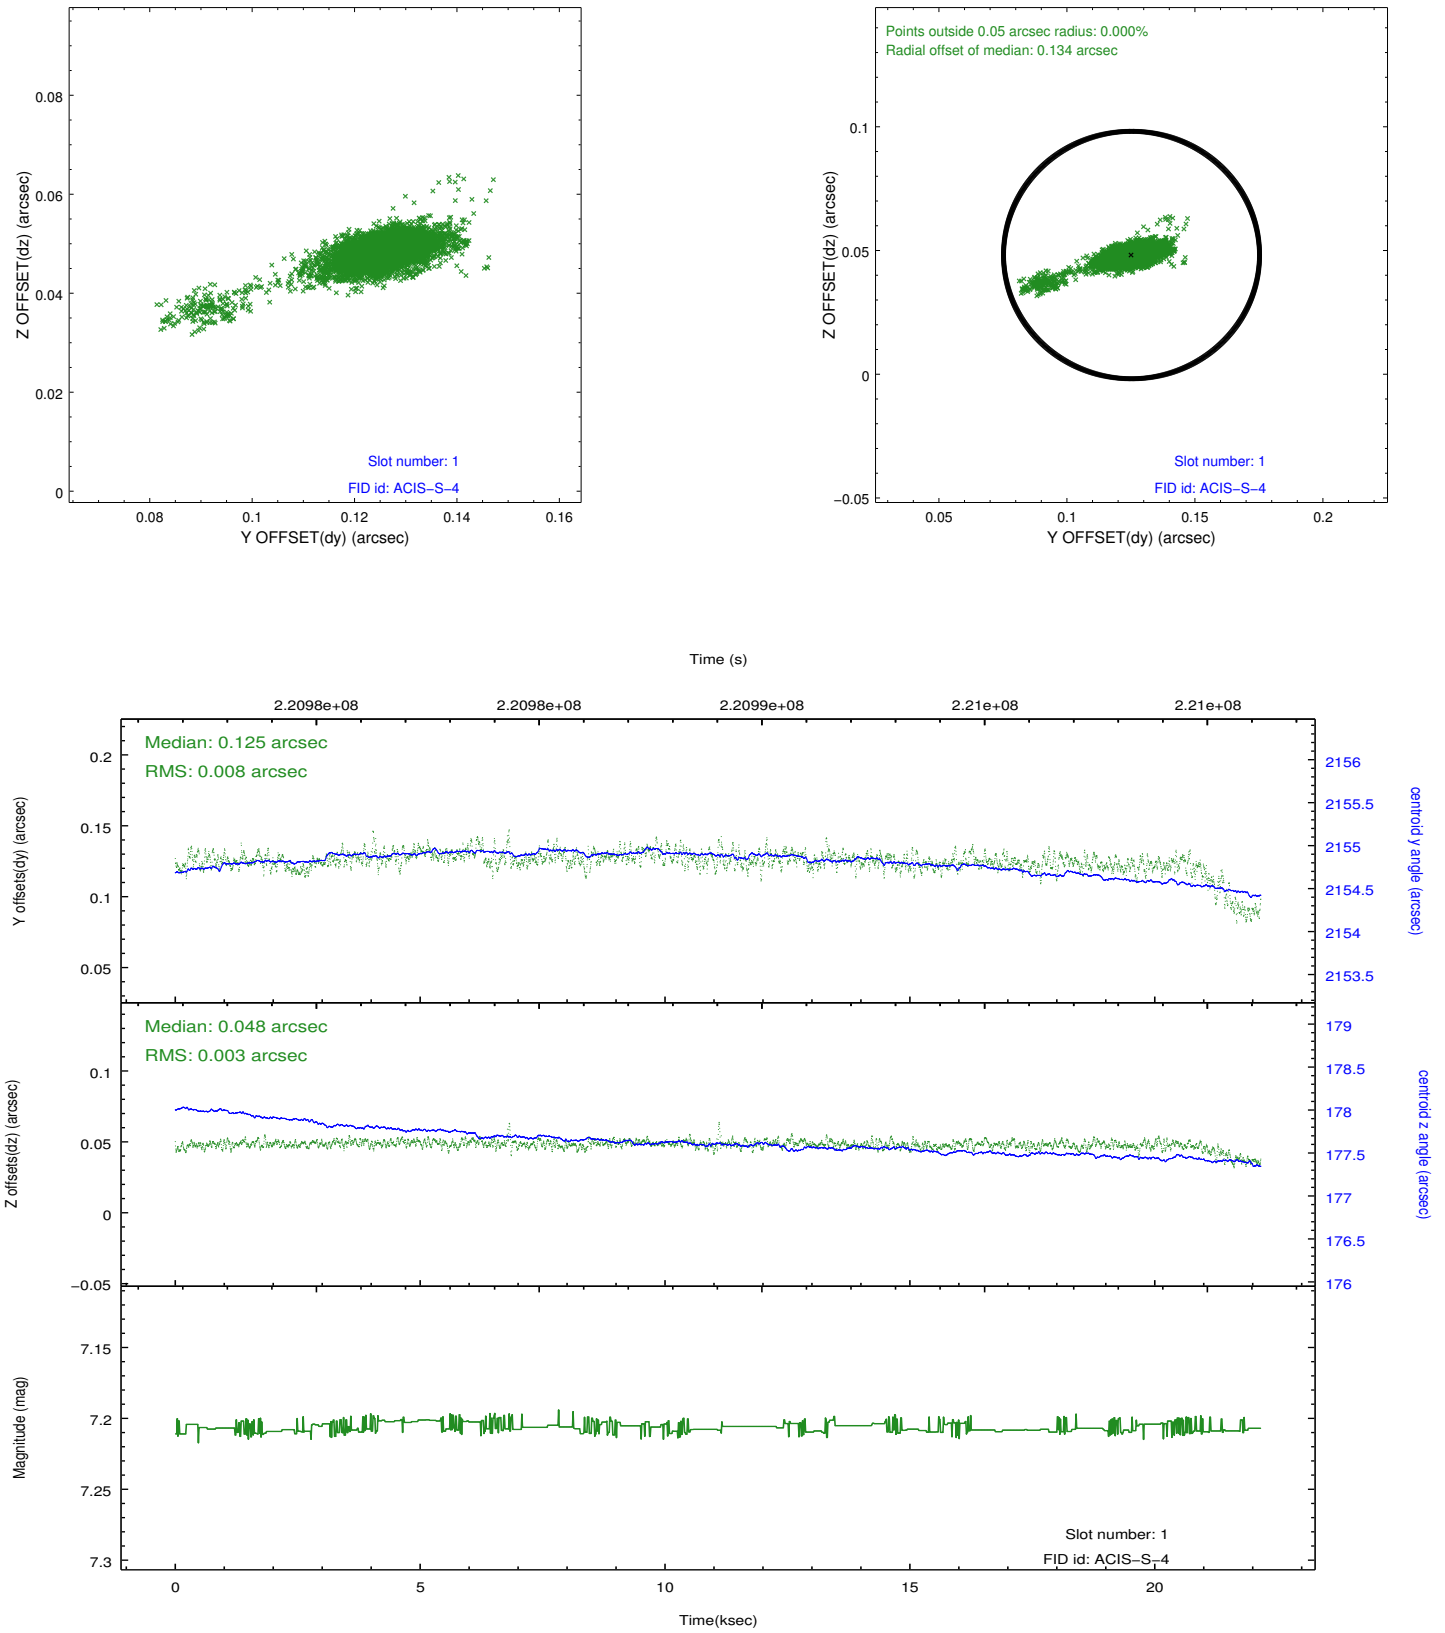 0.08
0.06
0.04
0.02
0
Z OFFSET(dz) (arcsec)
Slot number: 1
FID id: ACIS−S−4
0.08 0.1 0.12 0.14 0.16
Y OFFSET(dy) (arcsec)
Points outside 0.05 arcsec radius: 0.000%
Radial offset of median: 0.134 arcsec
0.1
0.05
0
−0.05
Z OFFSET(dz) (arcsec)
Slot number: 1
FID id: ACIS−S−4
0.05 0.1 0.15 0.2
Y OFFSET(dy) (arcsec)
Time (s)
2.2098e+08 2.2098e+08 2.2099e+08 2.21e+08 2.21e+08
Median: 0.125 arcsec
RMS: 0.008 arcsec
0.2
0.15
0.1
0.05
Y offsets(dy) (arcsec)
2156
2155.5
2155
2154.5
2154
2153.5
centroid y angle (arcsec)
Median: 0.048 arcsec
RMS: 0.003 arcsec
0.1
0.05
0
−0.05
Z offsets(dz) (arcsec)
179
178.5
178
177.5
177
176.5
176
centroid z angle (arcsec)
7.15
7.2
7.25
7.3
Magnitude (mag)
Slot number: 1
FID id: ACIS−S−4
0 5 10 15 20
Time(ksec)